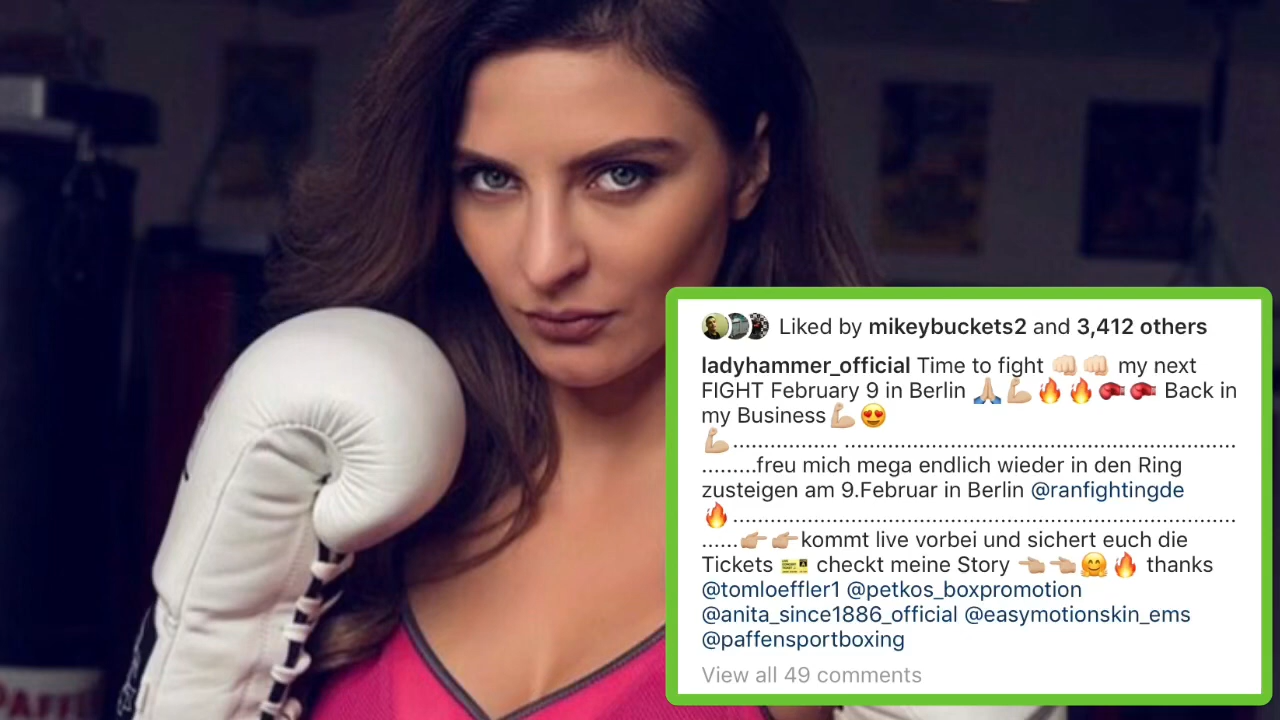 Liked by mikeybuckets2 and 3,412 others
ladyhammer_official Time to fight 👊🏻👊🏻 my next
FIGHT February 9 in Berlin 🙏🏼💪🏼🔥🔥🥊🥊 Back in
my Business💪🏼😍
💪🏼................. ................................................................
.........freu mich mega endlich wieder in den Ring
zusteigen am 9.Februar in Berlin @ranfightingde
🔥..................................................................................
......👉🏼👉🏼kommt live vorbei und sichert euch die
Tickets 🎫 checkt meine Story 👈🏼👈🏼🤗🔥 thanks
@tomloeffler1 @petkos_boxpromotion
@anita_since1886_official @easymotionskin_ems
@paffensportboxing
View all 49 comments